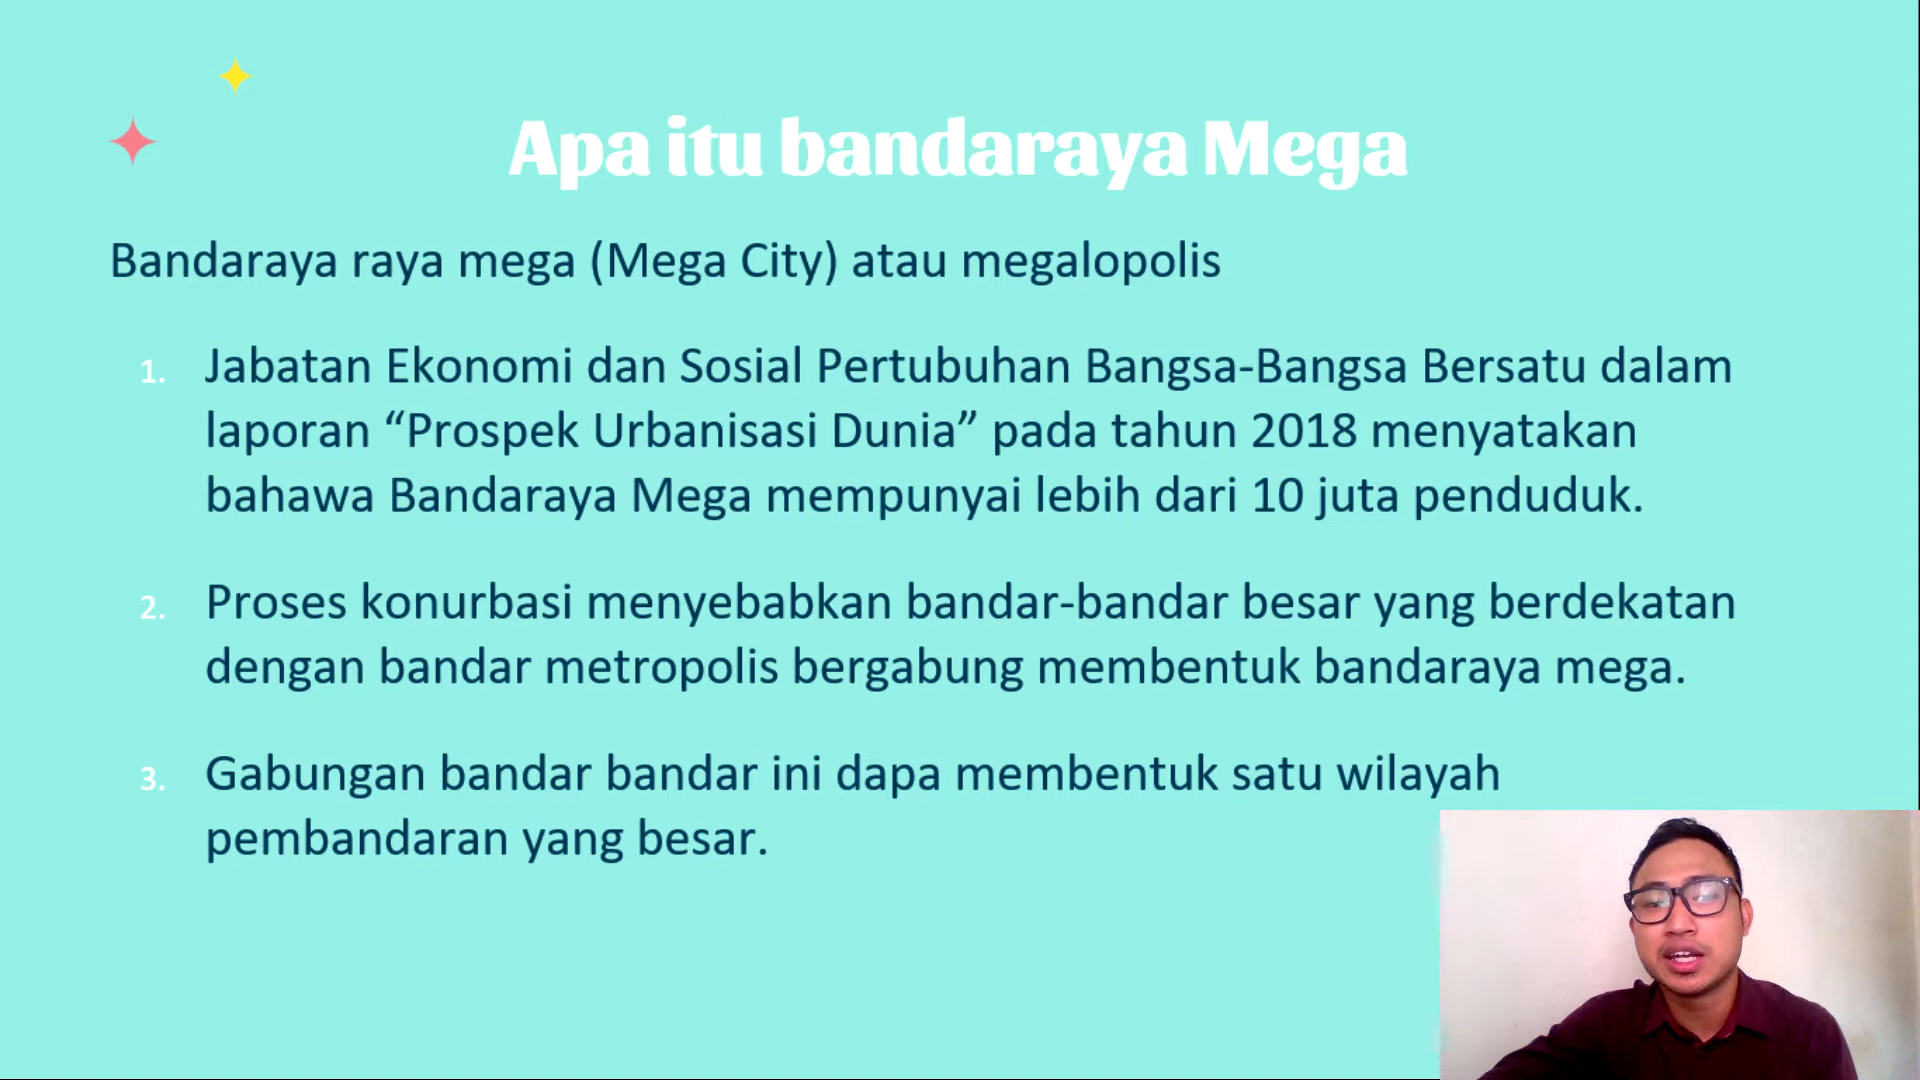 Apa itu bandaraya Mega
Bandaraya raya mega (Mega City) atau megalopolis
1. Jabatan Ekonomi dan Sosial Pertubuhan Bangsa-Bangsa Bersatu dalam
laporan “Prospek Urbanisasi Dunia” pada tahun 2018 menyatakan
bahawa Bandaraya Mega mempunyai lebih dari 10 juta penduduk.
2. Proses konurbasi menyebabkan bandar-bandar besar yang berdekatan
dengan bandar metropolis bergabung membentuk bandaraya mega.
3. Gabungan bandar bandar ini dapa membentuk satu wilayah
pembandaran yang besar.